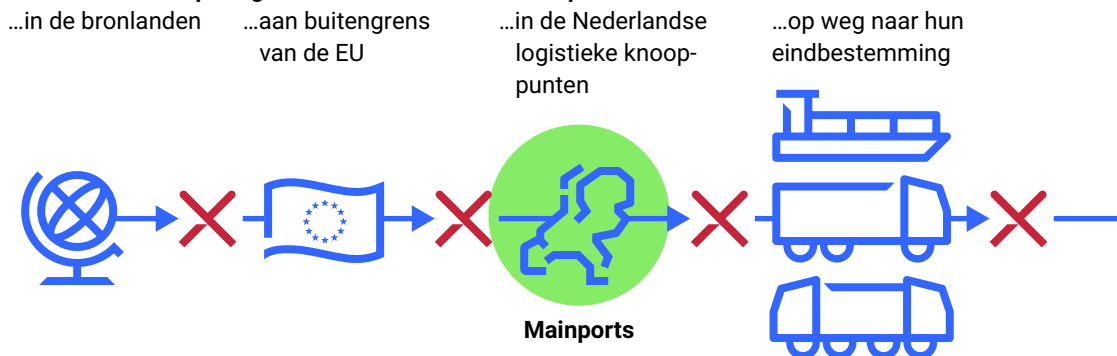 …in de bronlanden
…aan buitengrens
van de EU
…in de Nederlandse
logistieke knoop-
punten
…op weg naar hun
eindbestemming
Mainports